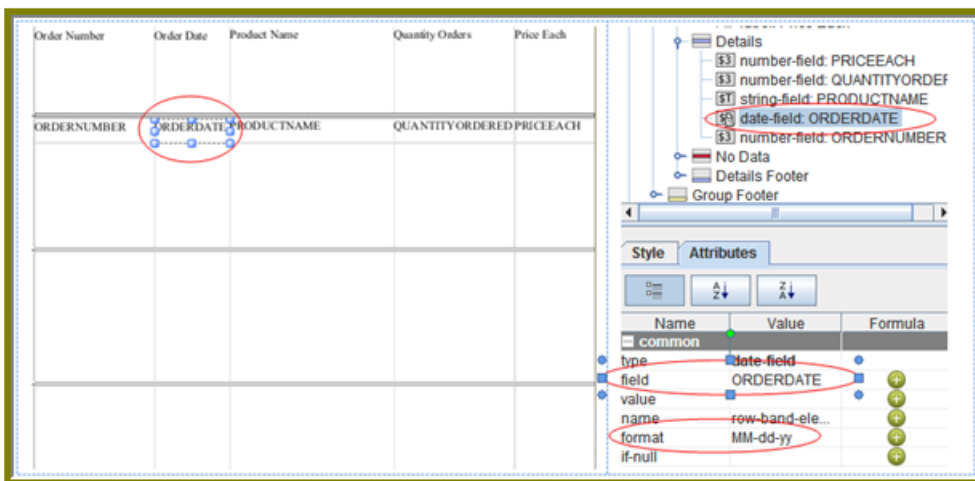 Order Number Order Date Product Name Quantity Orders Price Each
ORDERNUMBER ORDERDATE PRODUCTNAME QUANTITYORDERED PRICEEACH
Details
number-field: PRICEEACH
number-field: QUANTITYORDEF
string-field: PRODUCTNAME
date-field: ORDERDATE
number-field: ORDERNUMBER
No Data
Details Footer
Group Footer
Style Attributes
Name Value Formula
common
type date-field
field ORDERDATE
value
name row-band-ele...
format MM-dd-yy
if-null